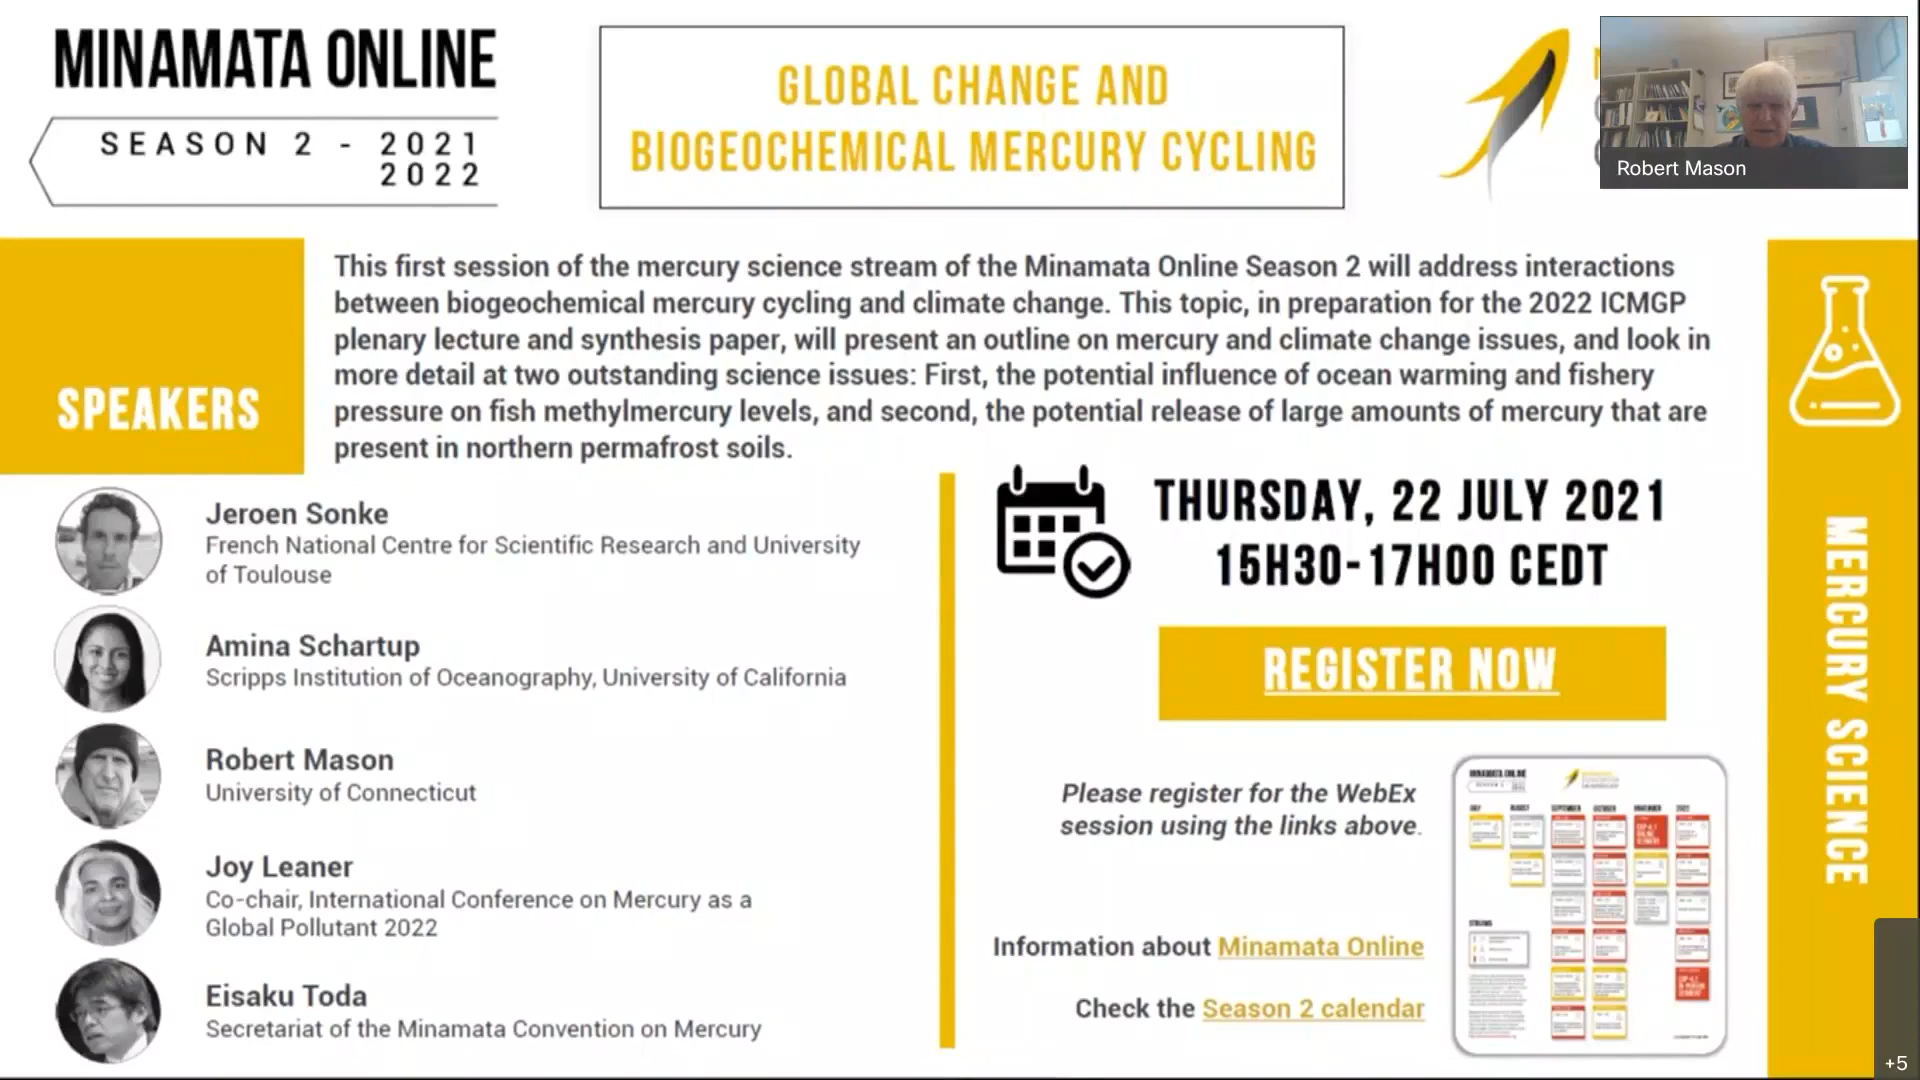 MINAMATA ONLINE
SEASON 2 - 2021
2022
GLOBAL CHANGE AND
BIOGEOCHEMICAL MERCURY CYCLING
Robert Mason
SPEAKERS
This first session of the mercury science stream of the Minamata Online Season 2 will address interactions
between biogeochemical mercury cycling and climate change. This topic, in preparation for the 2022 ICMGP
plenary lecture and synthesis paper, will present an outline on mercury and climate change issues, and look in
more detail at two outstanding science issues: First, the potential influence of ocean warming and fishery
pressure on fish methylmercury levels, and second, the potential release of large amounts of mercury that are
present in northern permafrost soils.
Jeroen Sonke
French National Centre for Scientific Research and University
of Toulouse
Amina Schartup
Scripps Institution of Oceanography, University of California
Robert Mason
University of Connecticut
Joy Leaner
Co-chair, International Conference on Mercury as a
Global Pollutant 2022
Eisaku Toda
Secretariat of the Minamata Convention on Mercury
THURSDAY, 22 JULY 2021
15H30-17H00 CEDT
REGISTER NOW
Please register for the WebEx
session using the links above.
Information about Minamata Online
Check the Season 2 calendar
MINAMATA ONLINE
JULY AUGUST SEPTEMBER OCTOBER NOVEMBER 2022
MERCURY SCIENCE
+5